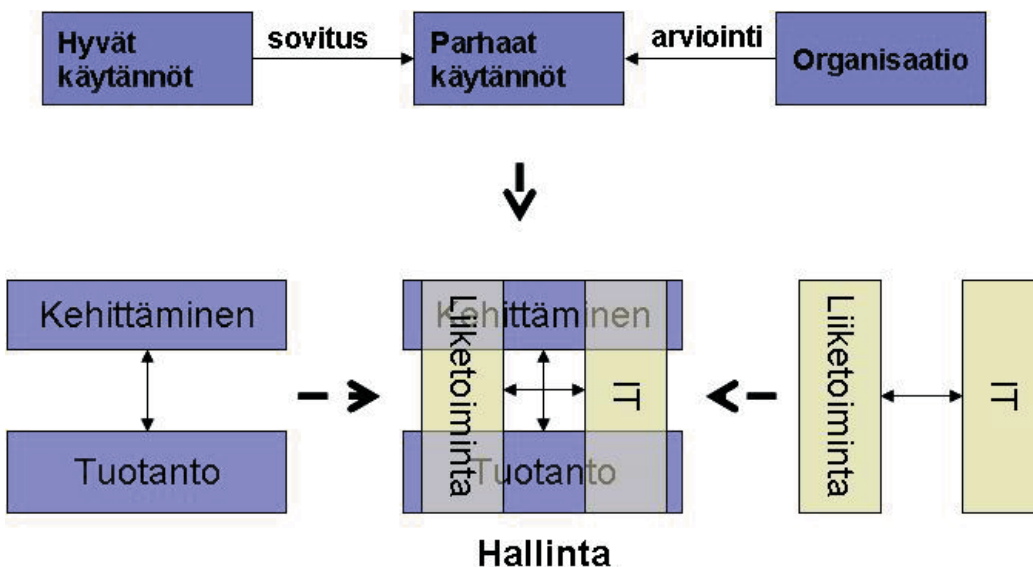 Hyvät
käytännöt
sovitus
Parhaat
käytännöt
arviointi
Organisaatio
Kehittäminen
Tuotanto
Kehittäminen
Liiketoiminta
IT
Tuotanto
Liiketoiminta
IT
Hallinta